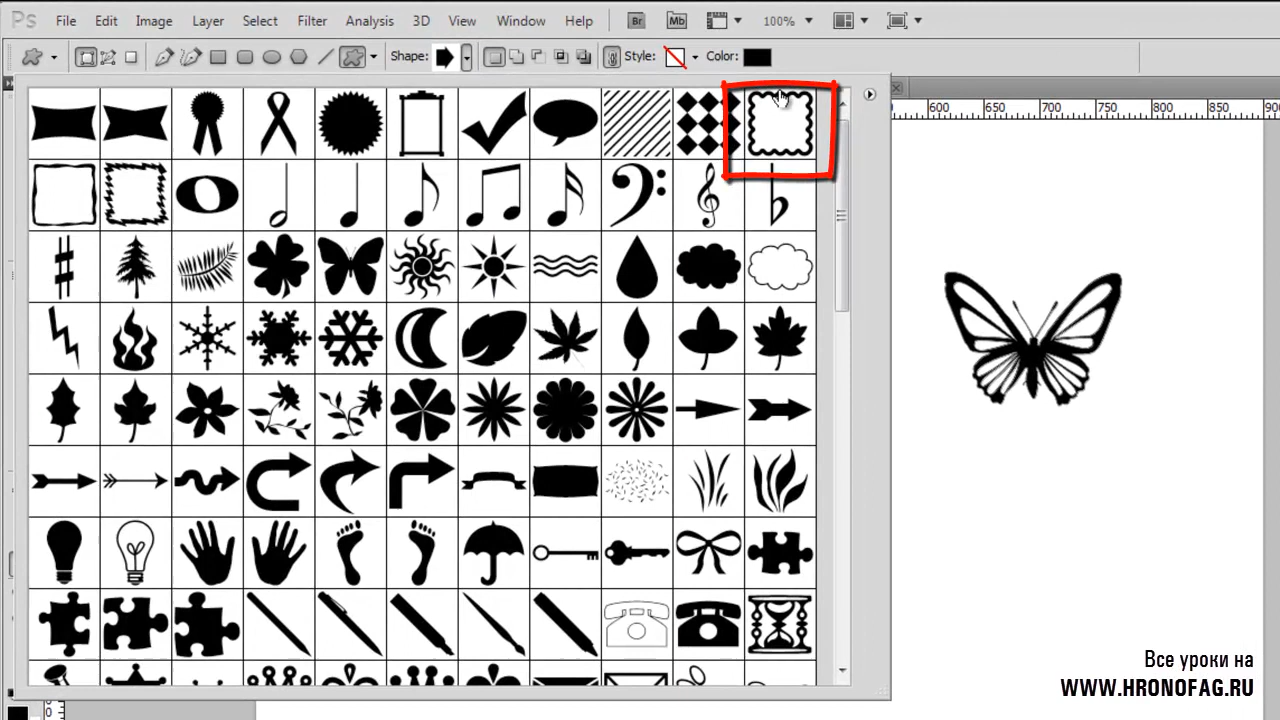 Ps File Edit Image Layer Select Filter Analysis 3D View Window Help Br Mb 100%
Shape: Style: Color:
600 650 700 750 800 850 900
Все уроки на
WWW.HRONOFAG.RU